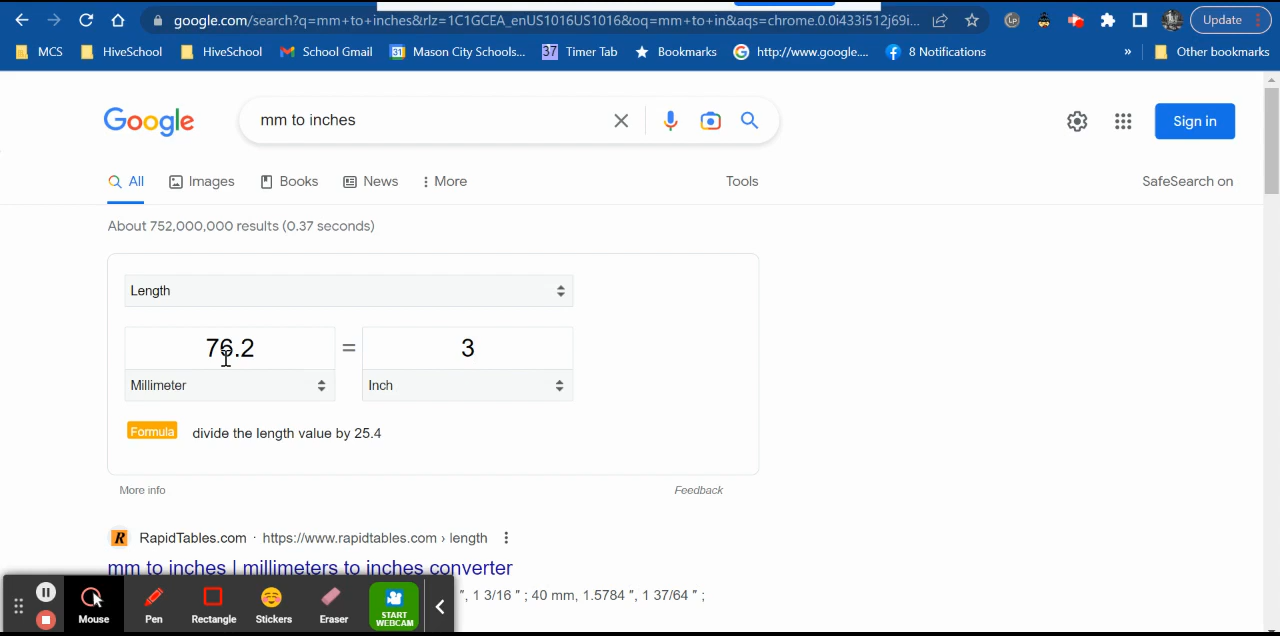 google.com/search?q=mm+to+inches&rlz=1C1GCEA_enUS1016US1016&oq=mm+to+in&aqs=chrome.0.0i433i512j69i...
LP
Update
MCS
HiveSchool
HiveSchool
School Gmail
31 Mason City Schools...
37 Timer Tab
Bookmarks
http://www.google....
8 Notifications
»
Other bookmarks
Google
mm to inches
Sign in
All
Images
Books
News
More
Tools
SafeSearch on
About 752,000,000 results (0.37 seconds)
Length
76.2 = 3
Millimeter
Inch
Formula divide the length value by 25.4
More info
Feedback
R RapidTables.com · https://www.rapidtables.com › length
mm to inches | millimeters to inches converter
", 1 3/16 " ; 40 mm, 1.5784 ", 1 37/64 " ;
Mouse
Pen
Rectangle
Stickers
Eraser
START
WEBCAM